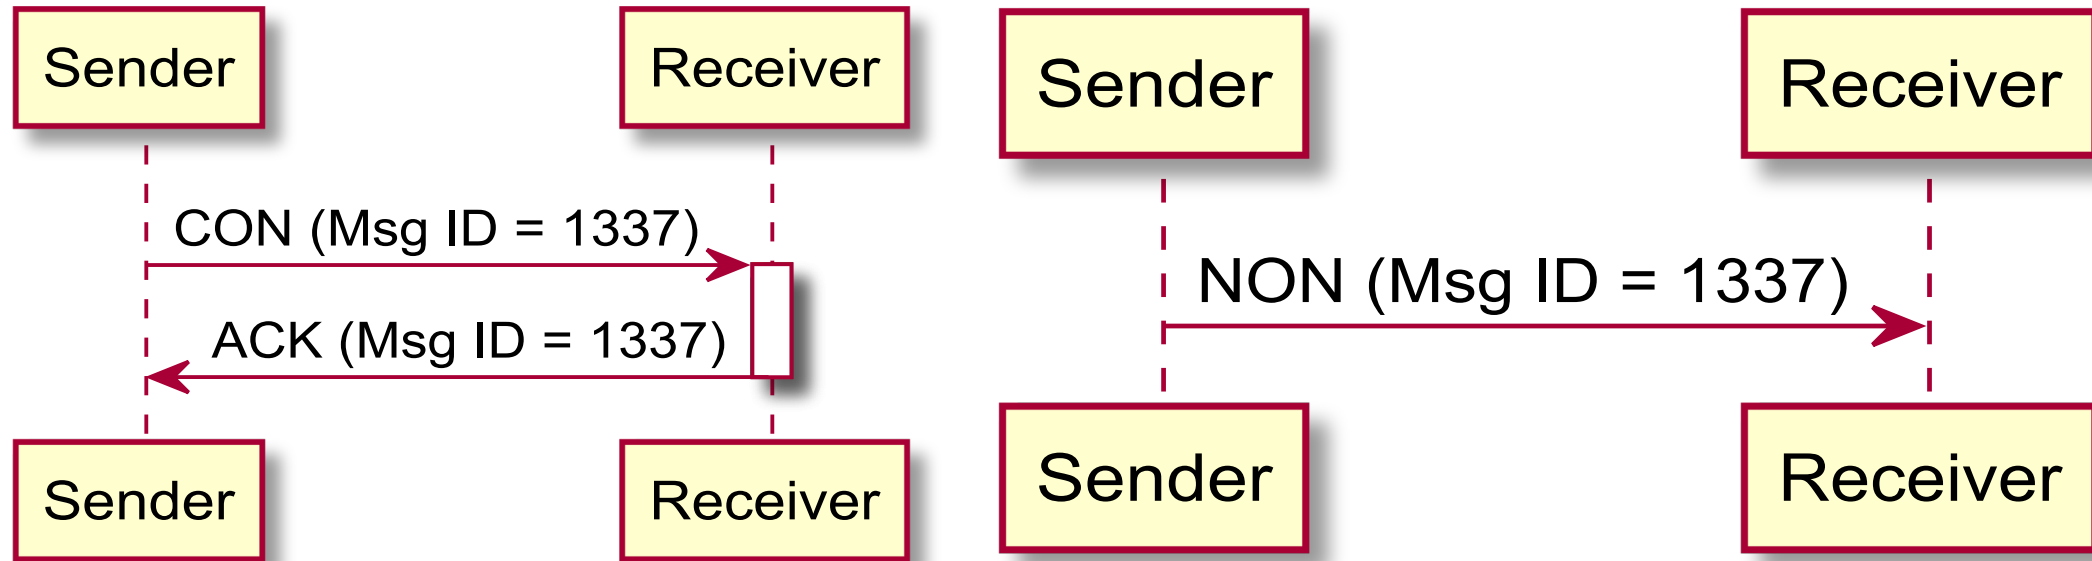 Sender
Receiver
CON (Msg ID = 1337)
ACK (Msg ID = 1337)
Sender
Receiver
Sender
Receiver
NON (Msg ID = 1337)
Sender
Receiver